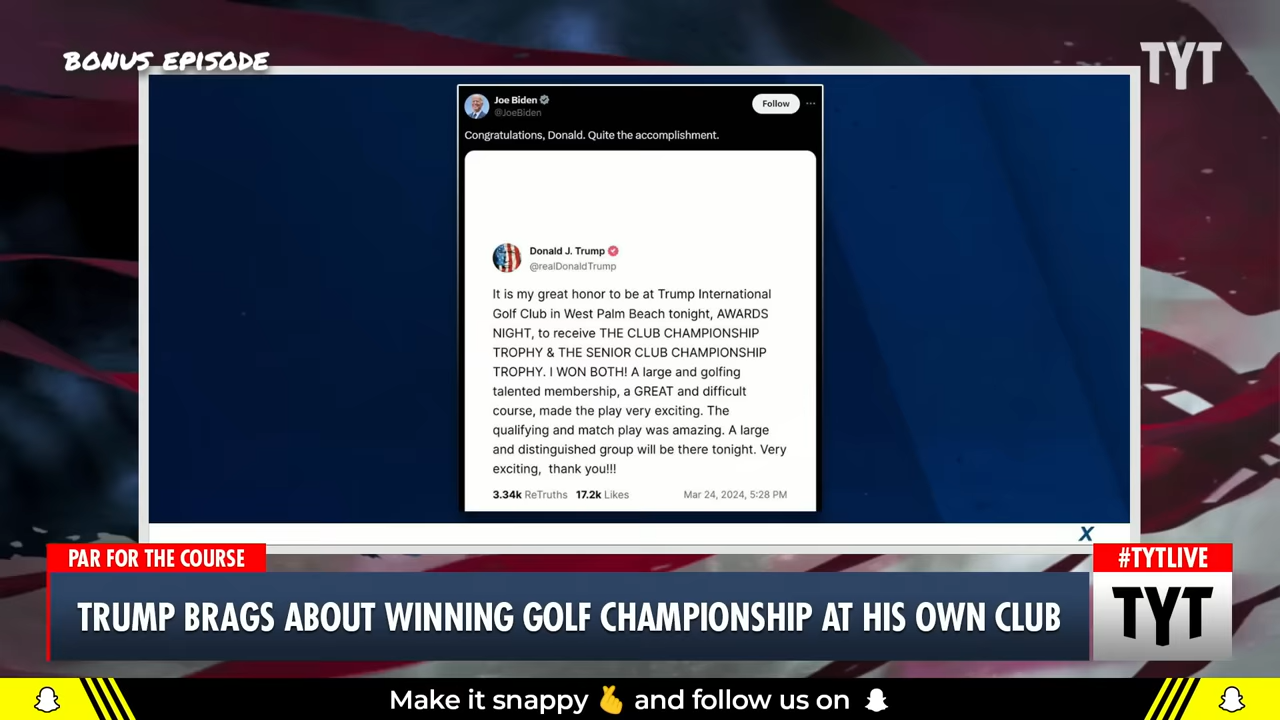 BONUS EPISODE
TYT
Joe Biden
@JoeBiden
Follow
Congratulations, Donald. Quite the accomplishment.
Donald J. Trump
@realDonaldTrump
It is my great honor to be at Trump International
Golf Club in West Palm Beach tonight, AWARDS
NIGHT, to receive THE CLUB CHAMPIONSHIP
TROPHY & THE SENIOR CLUB CHAMPIONSHIP
TROPHY. I WON BOTH! A large and golfing
talented membership, a GREAT and difficult
course, made the play very exciting. The
qualifying and match play was amazing. A large
and distinguished group will be there tonight. Very
exciting, thank you!!!
3.34k ReTruths 17.2k Likes Mar 24, 2024, 5:28 PM
X
PAR FOR THE COURSE
#TYTLIVE
TRUMP BRAGS ABOUT WINNING GOLF CHAMPIONSHIP AT HIS OWN CLUB
TYT
Make it snappy 🫰 and follow us on